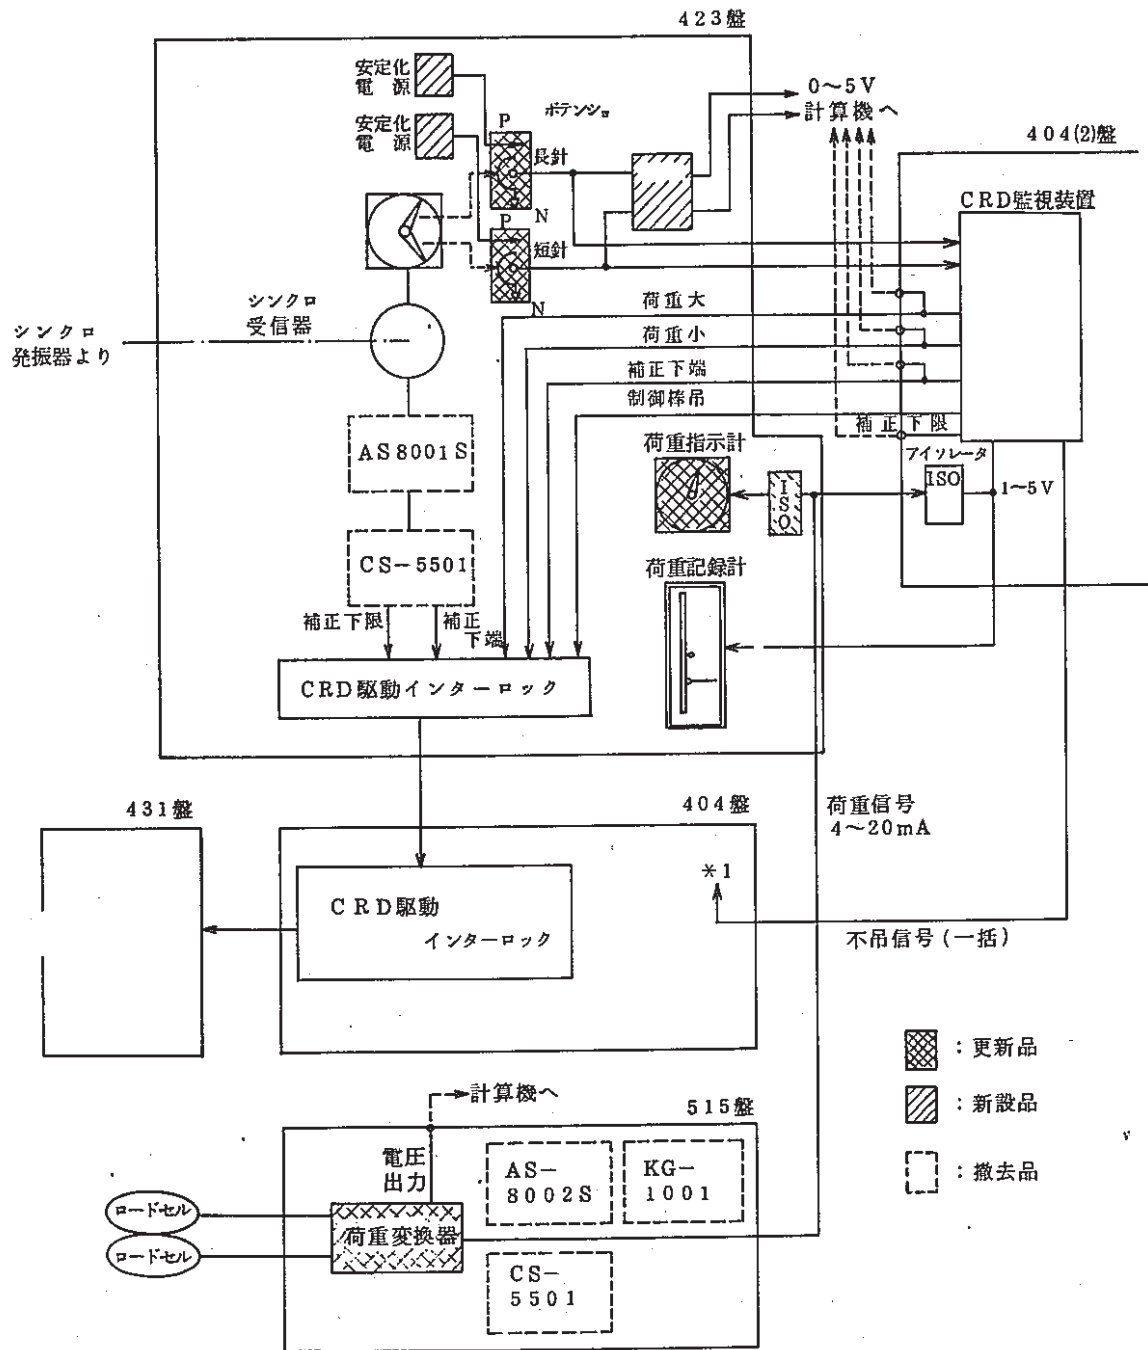 423盤
安定化
電源
安定化
電源
ポテンショ
P
長針
N
P
短針
N
0～5V
計算機へ
404(2)盤
CRD監視装置
シンクロ
発振器より
シンクロ
受信器
荷重大
荷重小
補正下端
制御棒吊
補正下限
AS8001S
CS-5501
補正下限
補正
下端
荷重指示計
ISO
アイソレータ
ISO
1～5V
荷重記録計
CRD駆動インターロック
431盤
404盤
CRD駆動
インターロック
*1
荷重信号
4～20mA
不吊信号(一括)
:更新品
:新設品
:撤去品
計算機へ
515盤
電圧
出力
AS-
8002S
KG-
1001
ロードセル
ロードセル
荷重変換器
CS-
5501